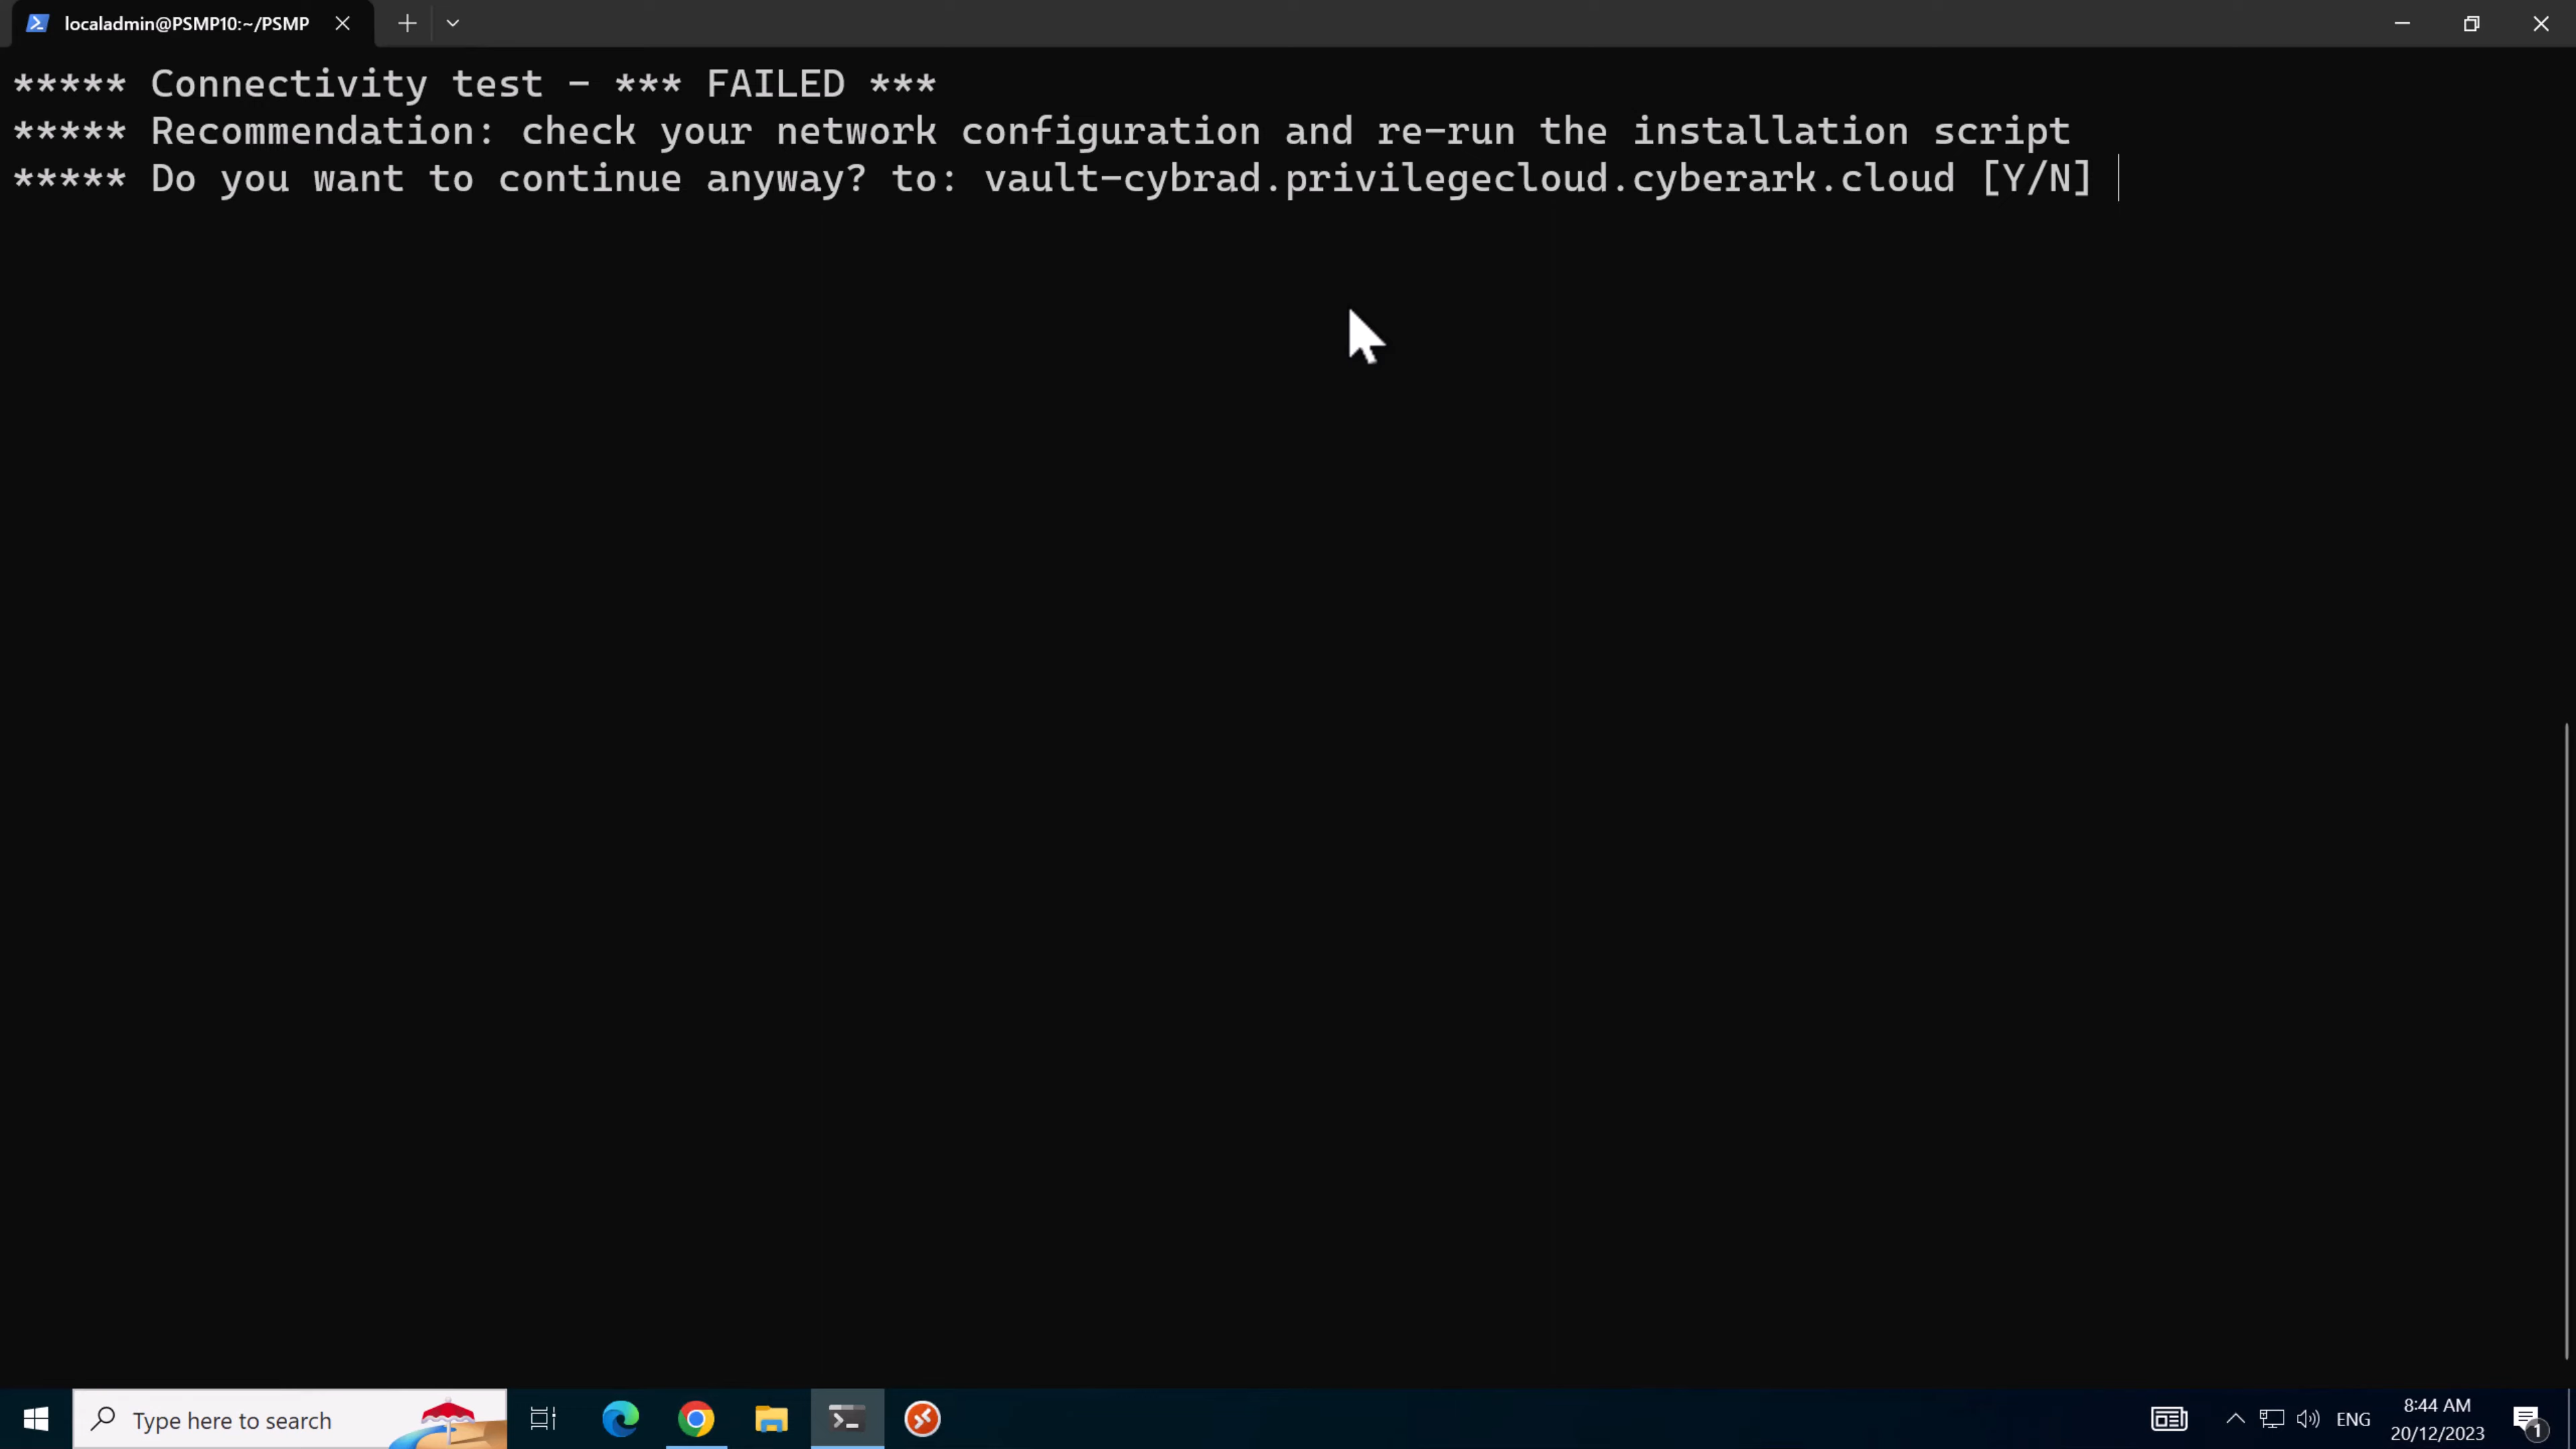 localadmin@PSMP10:~/PSMP
***** Connectivity test - *** FAILED ***
***** Recommendation: check your network configuration and re-run the installation script
***** Do you want to continue anyway? to: vault-cybrad.privilegecloud.cyberark.cloud [Y/N]
Type here to search
ENG
8:44 AM
20/12/2023
1